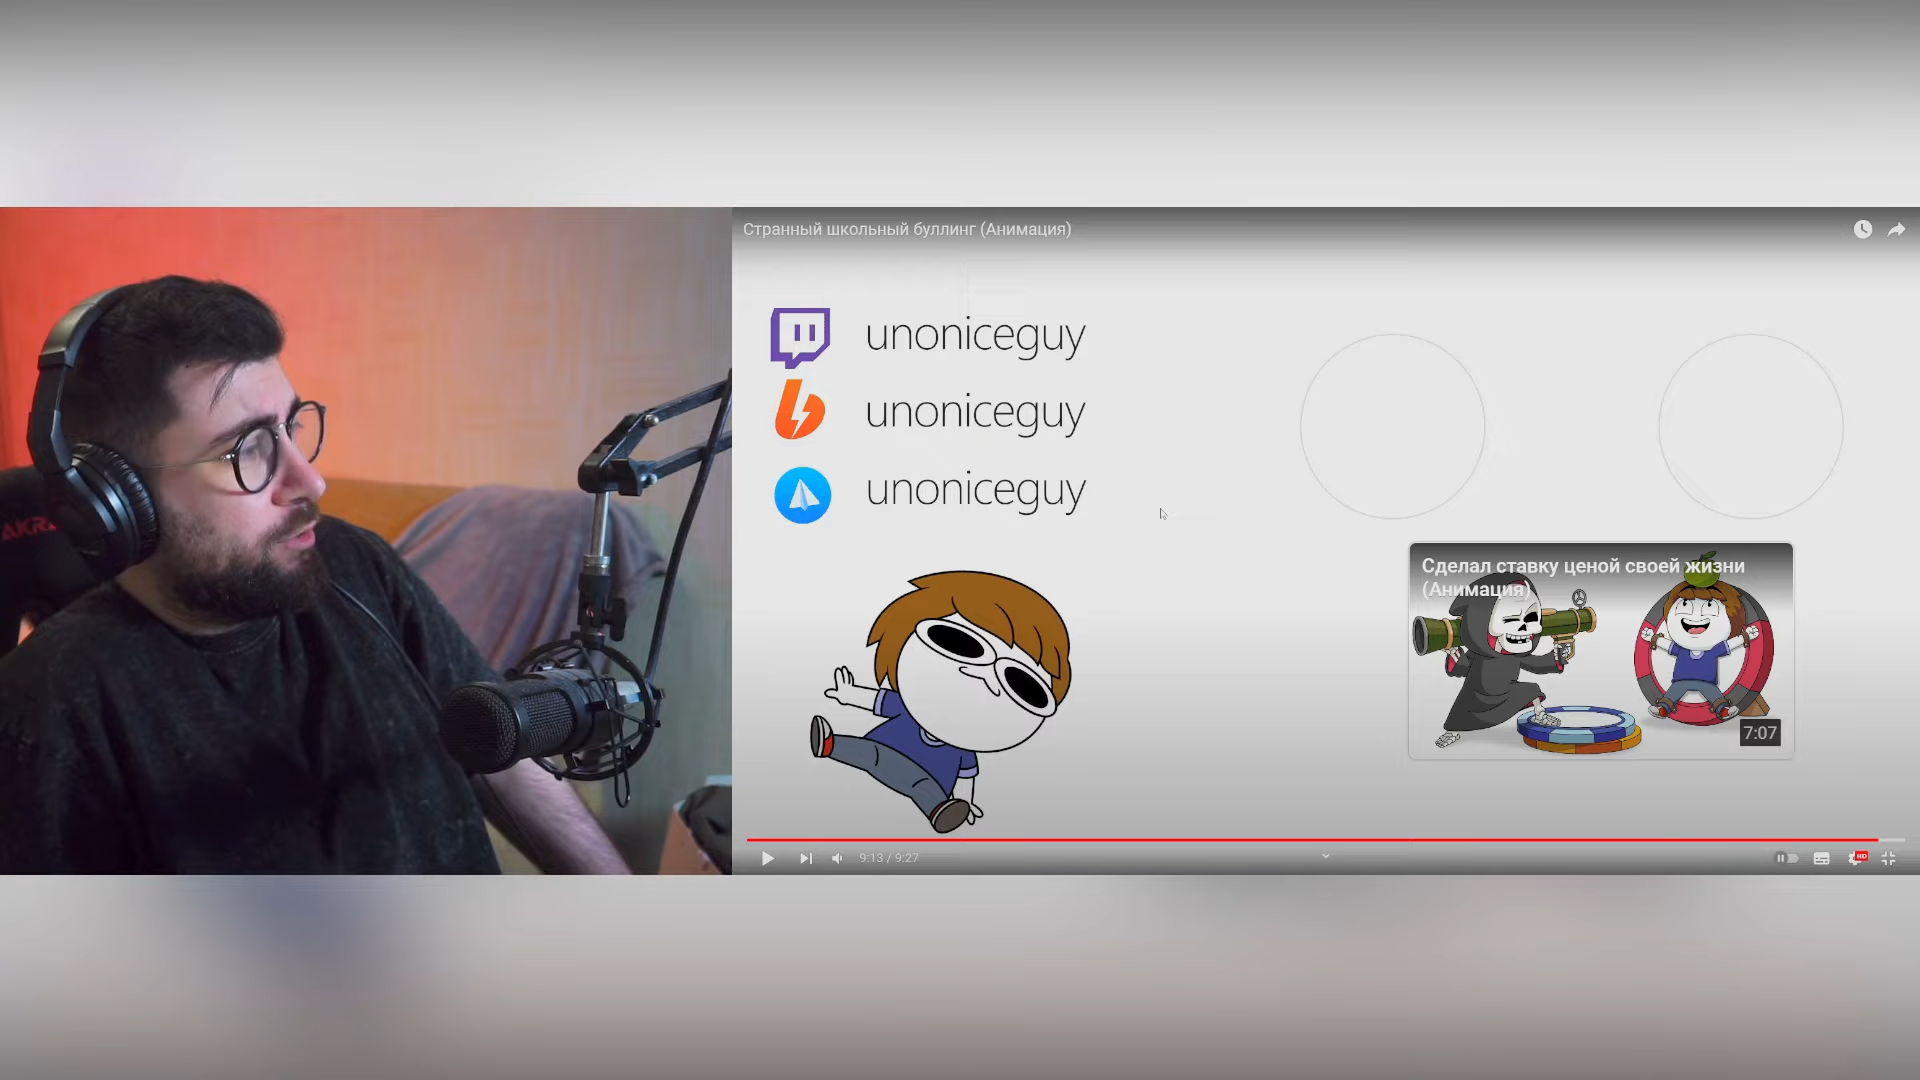 Странный школьный буллинг (Анимация)
unoniceguy
unoniceguy
unoniceguy
Сделал ставку ценой своей жизни
(Анимация)
7:07
9:13 / 9:27
HD